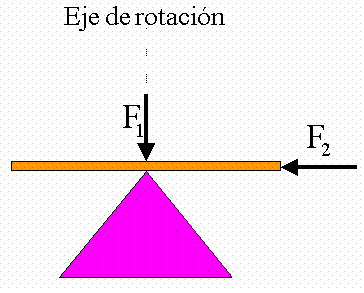 Eje de rotación
F₁
F₂